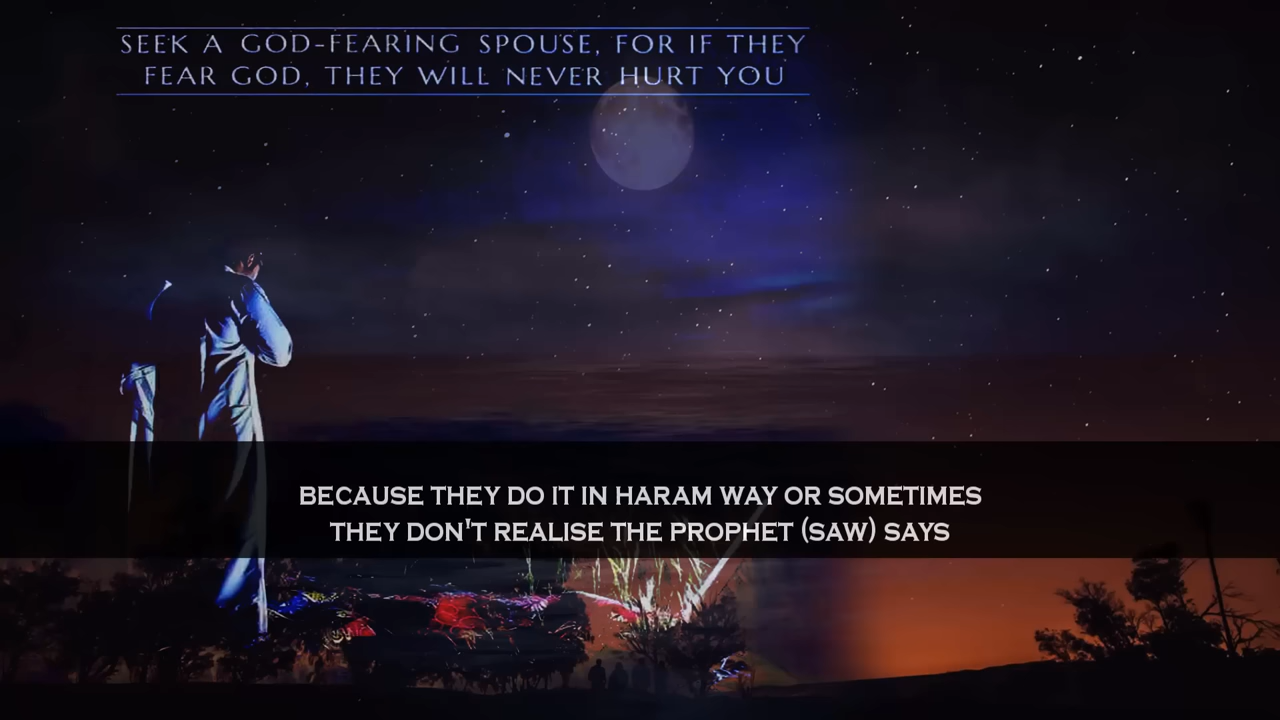 SEEK A GOD-FEARING SPOUSE, FOR IF THEY
FEAR GOD, THEY WILL NEVER HURT YOU
BECAUSE THEY DO IT IN HARAM WAY OR SOMETIMES
THEY DON'T REALISE THE PROPHET (SAW) SAYS